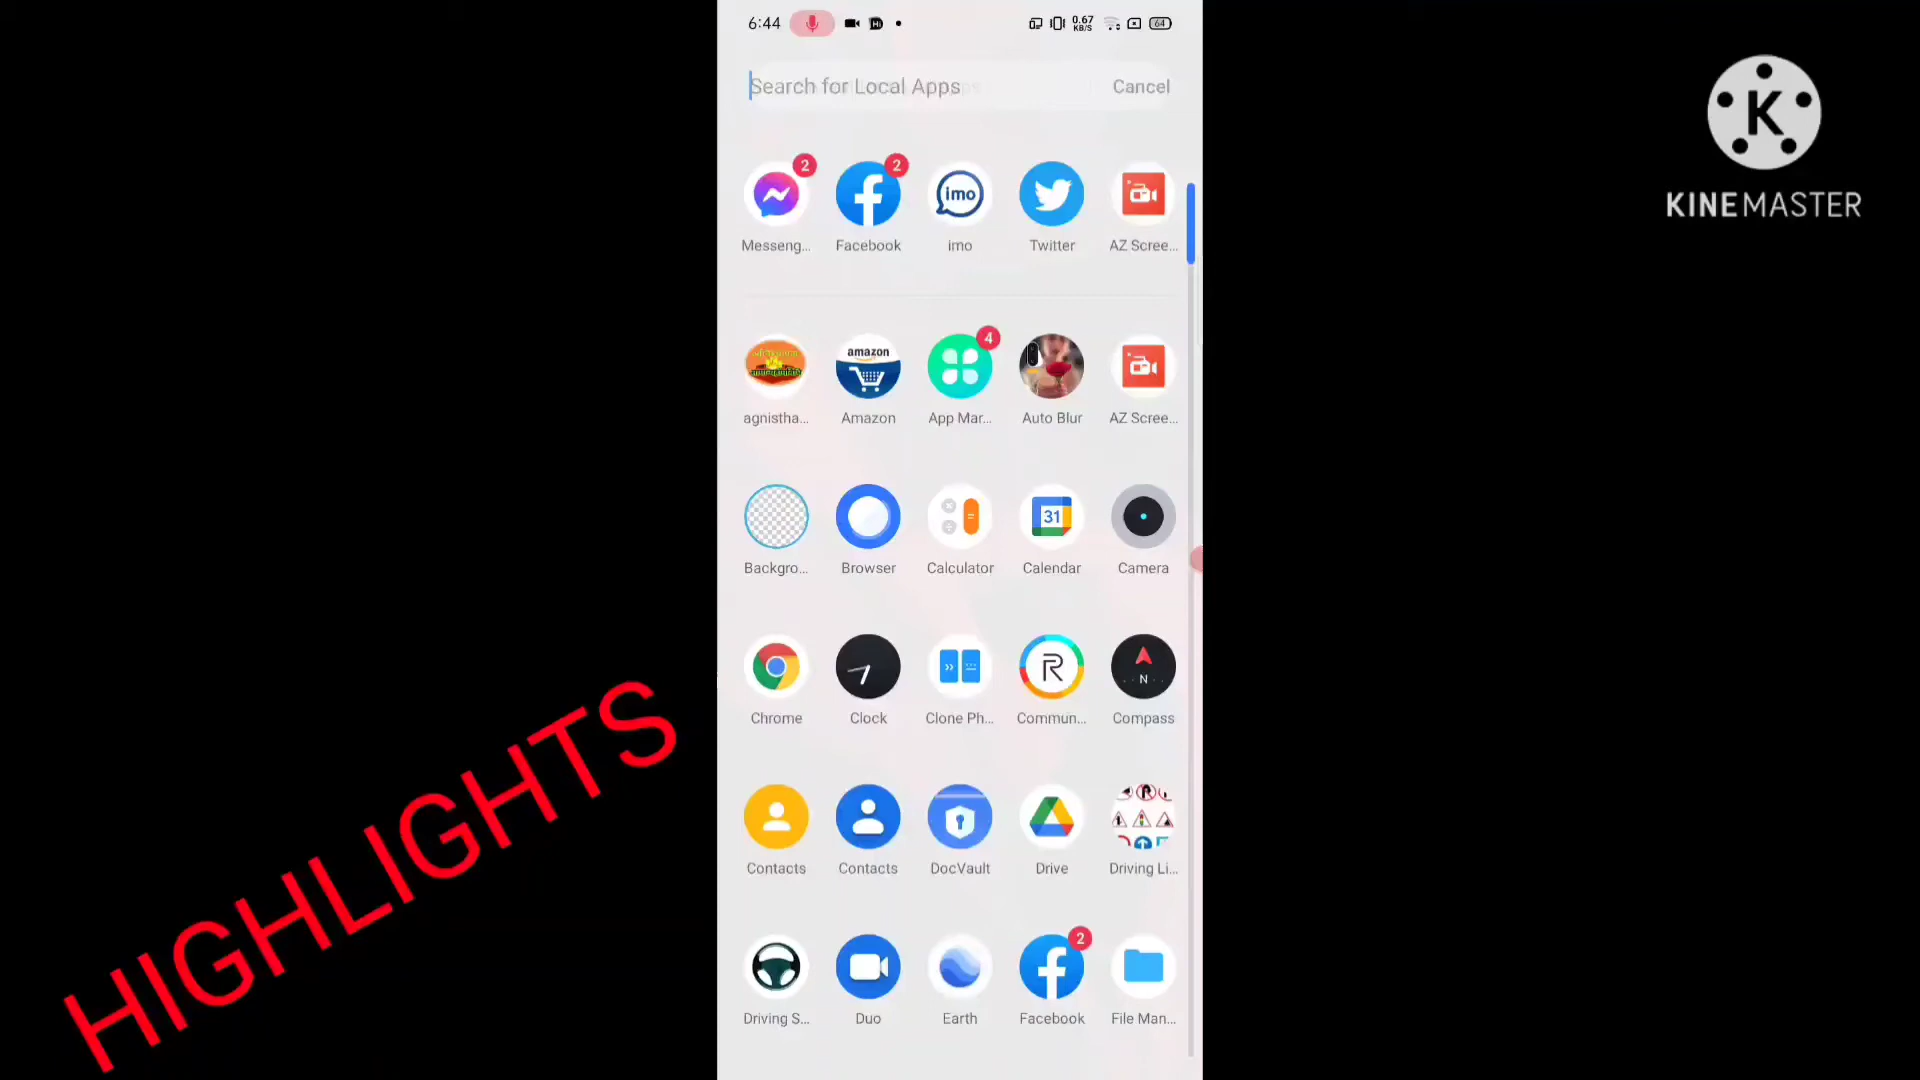 6:44
0.67
KB/S
64
Search for Local Apps
Cancel
K
KINEMASTER
2
2
imo
Messeng...
Facebook
imo
Twitter
AZ Scree...
amazon
4
agnistha...
Amazon
App Mar...
Auto Blur
AZ Scree...
31
Backgro...
Browser
Calculator
Calendar
Camera
R
N
Chrome
Clock
Clone Ph...
Commun...
Compass
Contacts
Contacts
DocVault
Drive
Driving Li...
2
Driving S...
Duo
Earth
Facebook
File Man...
HIGHLIGHTS